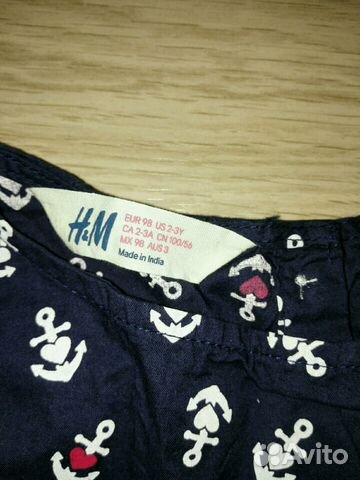 H&M
EUR 98 US 2-3Y
CA 2-3A CN 100/56
MX 98 AUS 3
Made in India
Avito